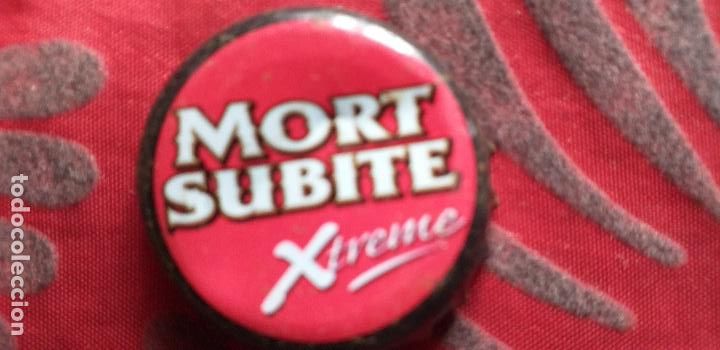 MORT
SUBITE
Xtreme
todocoleccion